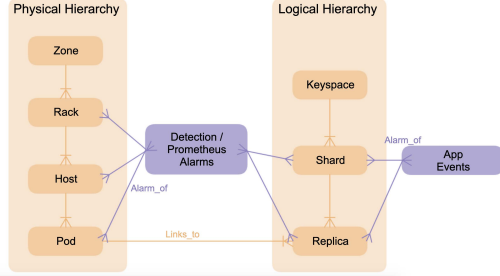 Physical Hierarchy
Logical Hierarchy
Zone
Keyspace
Rack
Detection /
Prometheus
Alarms
Alarm_of
Shard
App
Events
Host
Alarm_of
Pod
Links_to
Replica